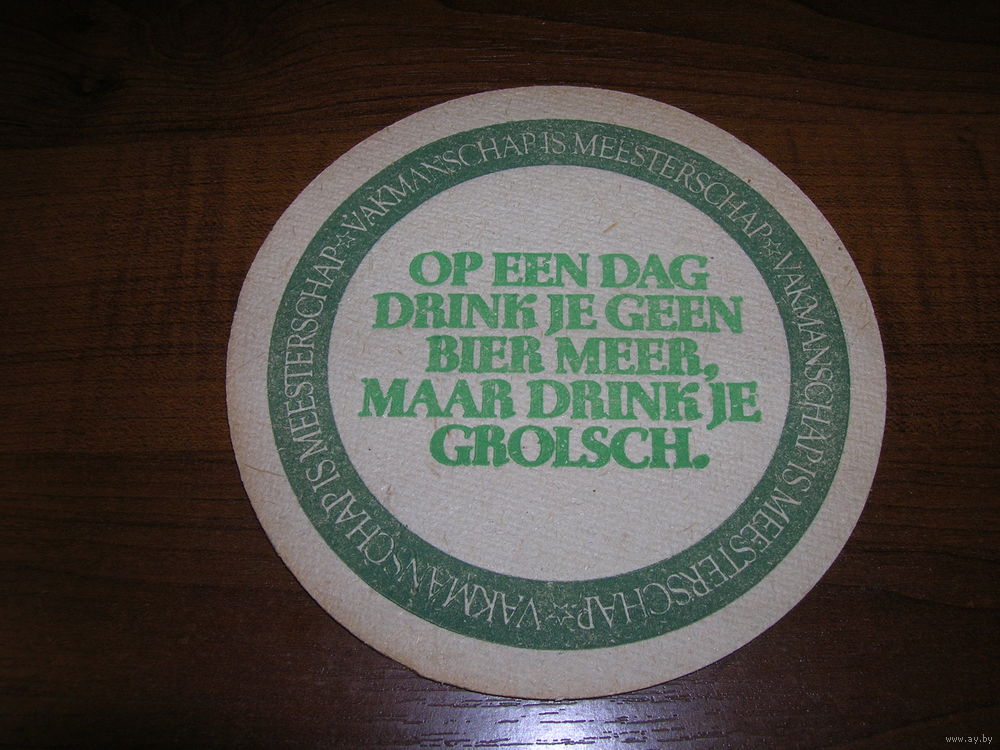 OP EEN DAG
DRINK JE GEEN
BIER MEER,
MAAR DRINK JE
GROLSCH.
VAKMANSCHAP IS MEESTERSCHAP ☆ VAKMANSCHAP IS MEESTERSCHAP ☆ VAKMANSCHAP IS MEESTERSCHAP ☆
www.ay.by